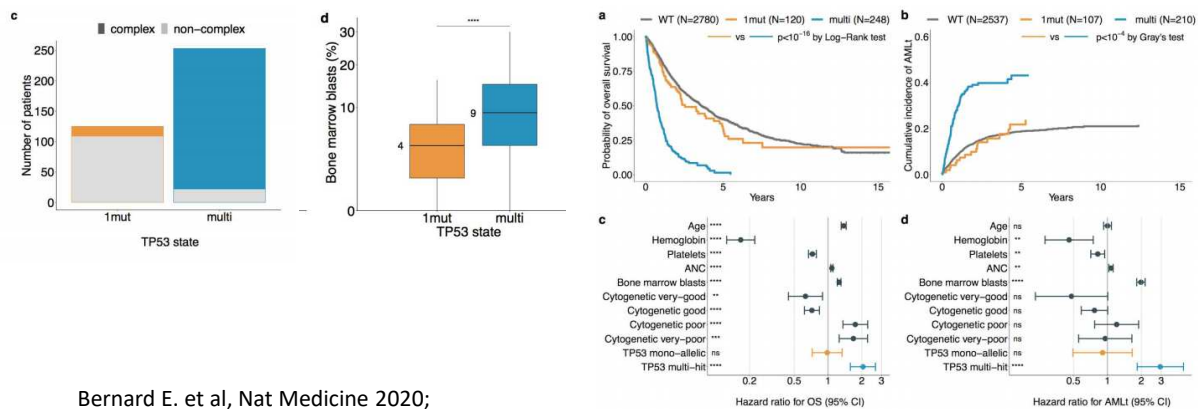 c
complex non-complex
250
200
150
100
50
0
Number of patients
1mut multi
TP53 state
d
****
30
20
10
0
Bone marrow blasts (%)
4
9
1mut multi
TP53 state
a
WT (N=2780) 1mut (N=120) multi (N=248)
vs p<10⁻¹⁶ by Log-Rank test
1.00
0.75
0.50
0.25
0.00
Probability of overall survival
0 5 10 15
Years
b
WT (N=2537) 1mut (N=107) multi (N=210)
vs p<10⁻⁴ by Gray's test
0.6
0.4
0.2
0.0
Cumulative incidence of AMLt
0 5 10 15
Years
c
Age ****
Hemoglobin ****
Platelets ****
ANC ****
Bone marrow blasts ****
Cytogenetic very-good **
Cytogenetic good ****
Cytogenetic poor ****
Cytogenetic very-poor ***
TP53 mono-allelic ns
TP53 multi-hit ****
0.2 0.5 1 2 3
Hazard ratio for OS (95% CI)
d
Age ns
Hemoglobin **
Platelets **
ANC **
Bone marrow blasts ****
Cytogenetic very-good ns
Cytogenetic good ns
Cytogenetic poor ns
Cytogenetic very-poor ns
TP53 mono-allelic ns
TP53 multi-hit ****
0.5 1 2 3
Hazard ratio for AMLt (95% CI)
Bernard E. et al, Nat Medicine 2020;